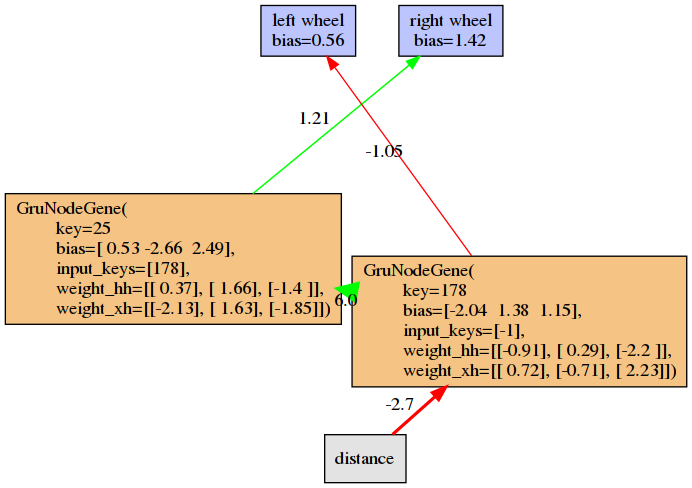 left wheel
bias=0.56
right wheel
bias=1.42
1.21
-1.05
GruNodeGene(
key=25
bias=[ 0.53 -2.66  2.49],
input_keys=[178],
weight_hh=[[ 0.37], [ 1.66], [-1.4 ]],
weight_xh=[[-2.13], [ 1.63], [-1.85]])
6.0
GruNodeGene(
key=178
bias=[-2.04  1.38  1.15],
input_keys=[-1],
weight_hh=[[-0.91], [ 0.29], [-2.2 ]],
weight_xh=[[ 0.72], [-0.71], [ 2.23]])
-2.7
distance